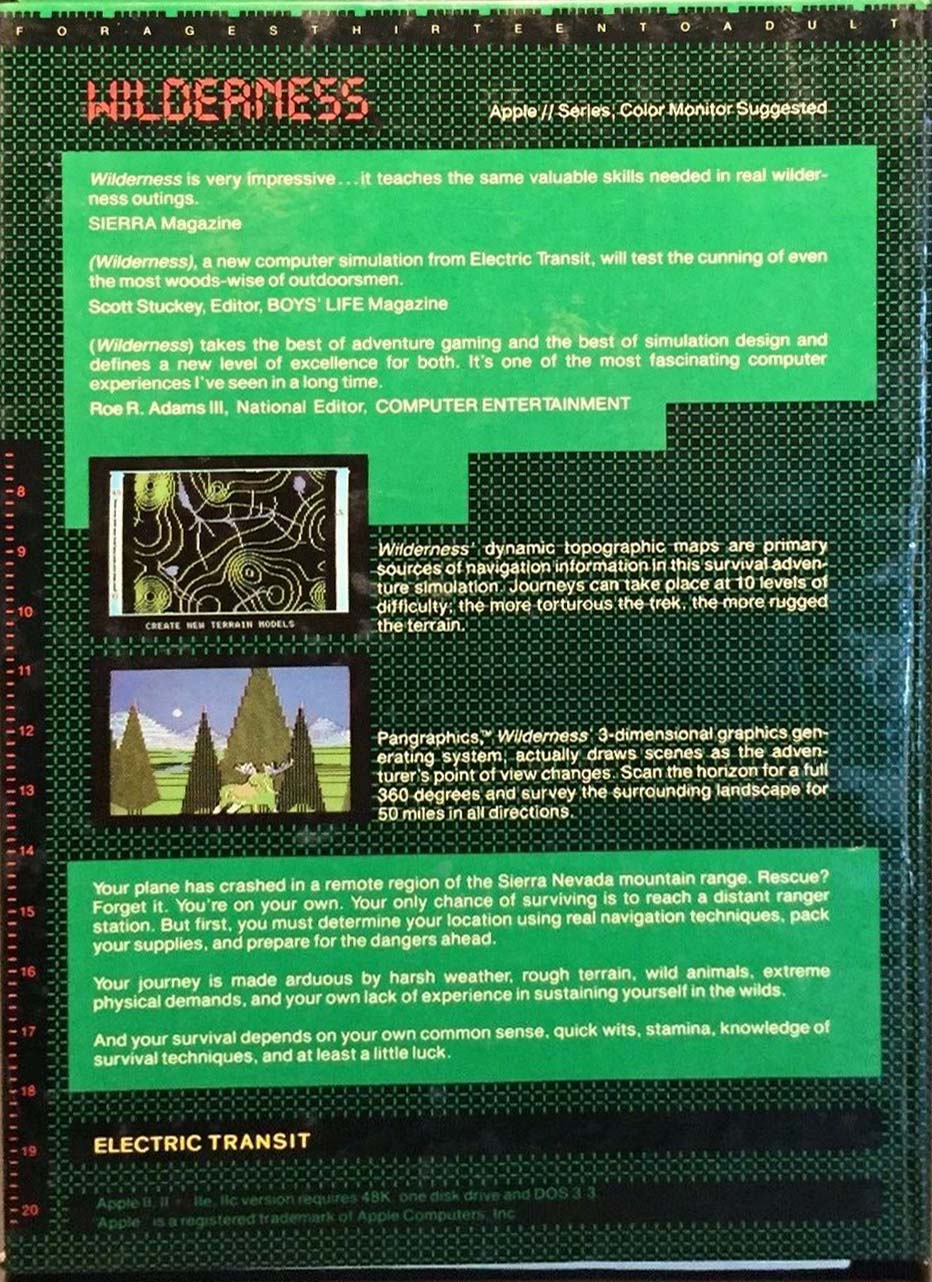 FOR AGES THIRTEEN TO ADULT
WILDERNESS
Apple // Series, Color Monitor Suggested
Wilderness is very impressive...it teaches the same valuable skills needed in real wilder-
ness outings.
SIERRA Magazine
(Wilderness), a new computer simulation from Electric Transit, will test the cunning of even
the most woods-wise of outdoorsmen.
Scott Stuckey, Editor, BOYS' LIFE Magazine
(Wilderness) takes the best of adventure gaming and the best of simulation design and
defines a new level of excellence for both. It's one of the most fascinating computer
experiences I've seen in a long time.
Roe R. Adams III, National Editor, COMPUTER ENTERTAINMENT
8
9
10
11
12
13
14
15
16
17
18
19
20
CREATE NEW TERRAIN MODELS
Wilderness' dynamic topographic maps are primary
sources of navigation information in this survival adven-
ture simulation. Journeys can take place at 10 levels of
difficulty; the more torturous the trek, the more rugged
the terrain.
Pangraphics,™ Wilderness' 3-dimensional graphics gen-
erating system, actually draws scenes as the adven-
turer's point of view changes. Scan the horizon for a full
360 degrees and survey the surrounding landscape for
50 miles in all directions.
Your plane has crashed in a remote region of the Sierra Nevada mountain range. Rescue?
Forget it. You're on your own. Your only chance of surviving is to reach a distant ranger
station. But first, you must determine your location using real navigation techniques, pack
your supplies, and prepare for the dangers ahead.
Your journey is made arduous by harsh weather, rough terrain, wild animals, extreme
physical demands, and your own lack of experience in sustaining yourself in the wilds.
And your survival depends on your own common sense, quick wits, stamina, knowledge of
survival techniques, and at least a little luck.
ELECTRIC TRANSIT
Apple II, II +, IIe, IIc version requires 48K, one disk drive and DOS 3.3.
"Apple" is a registered trademark of Apple Computers, Inc.